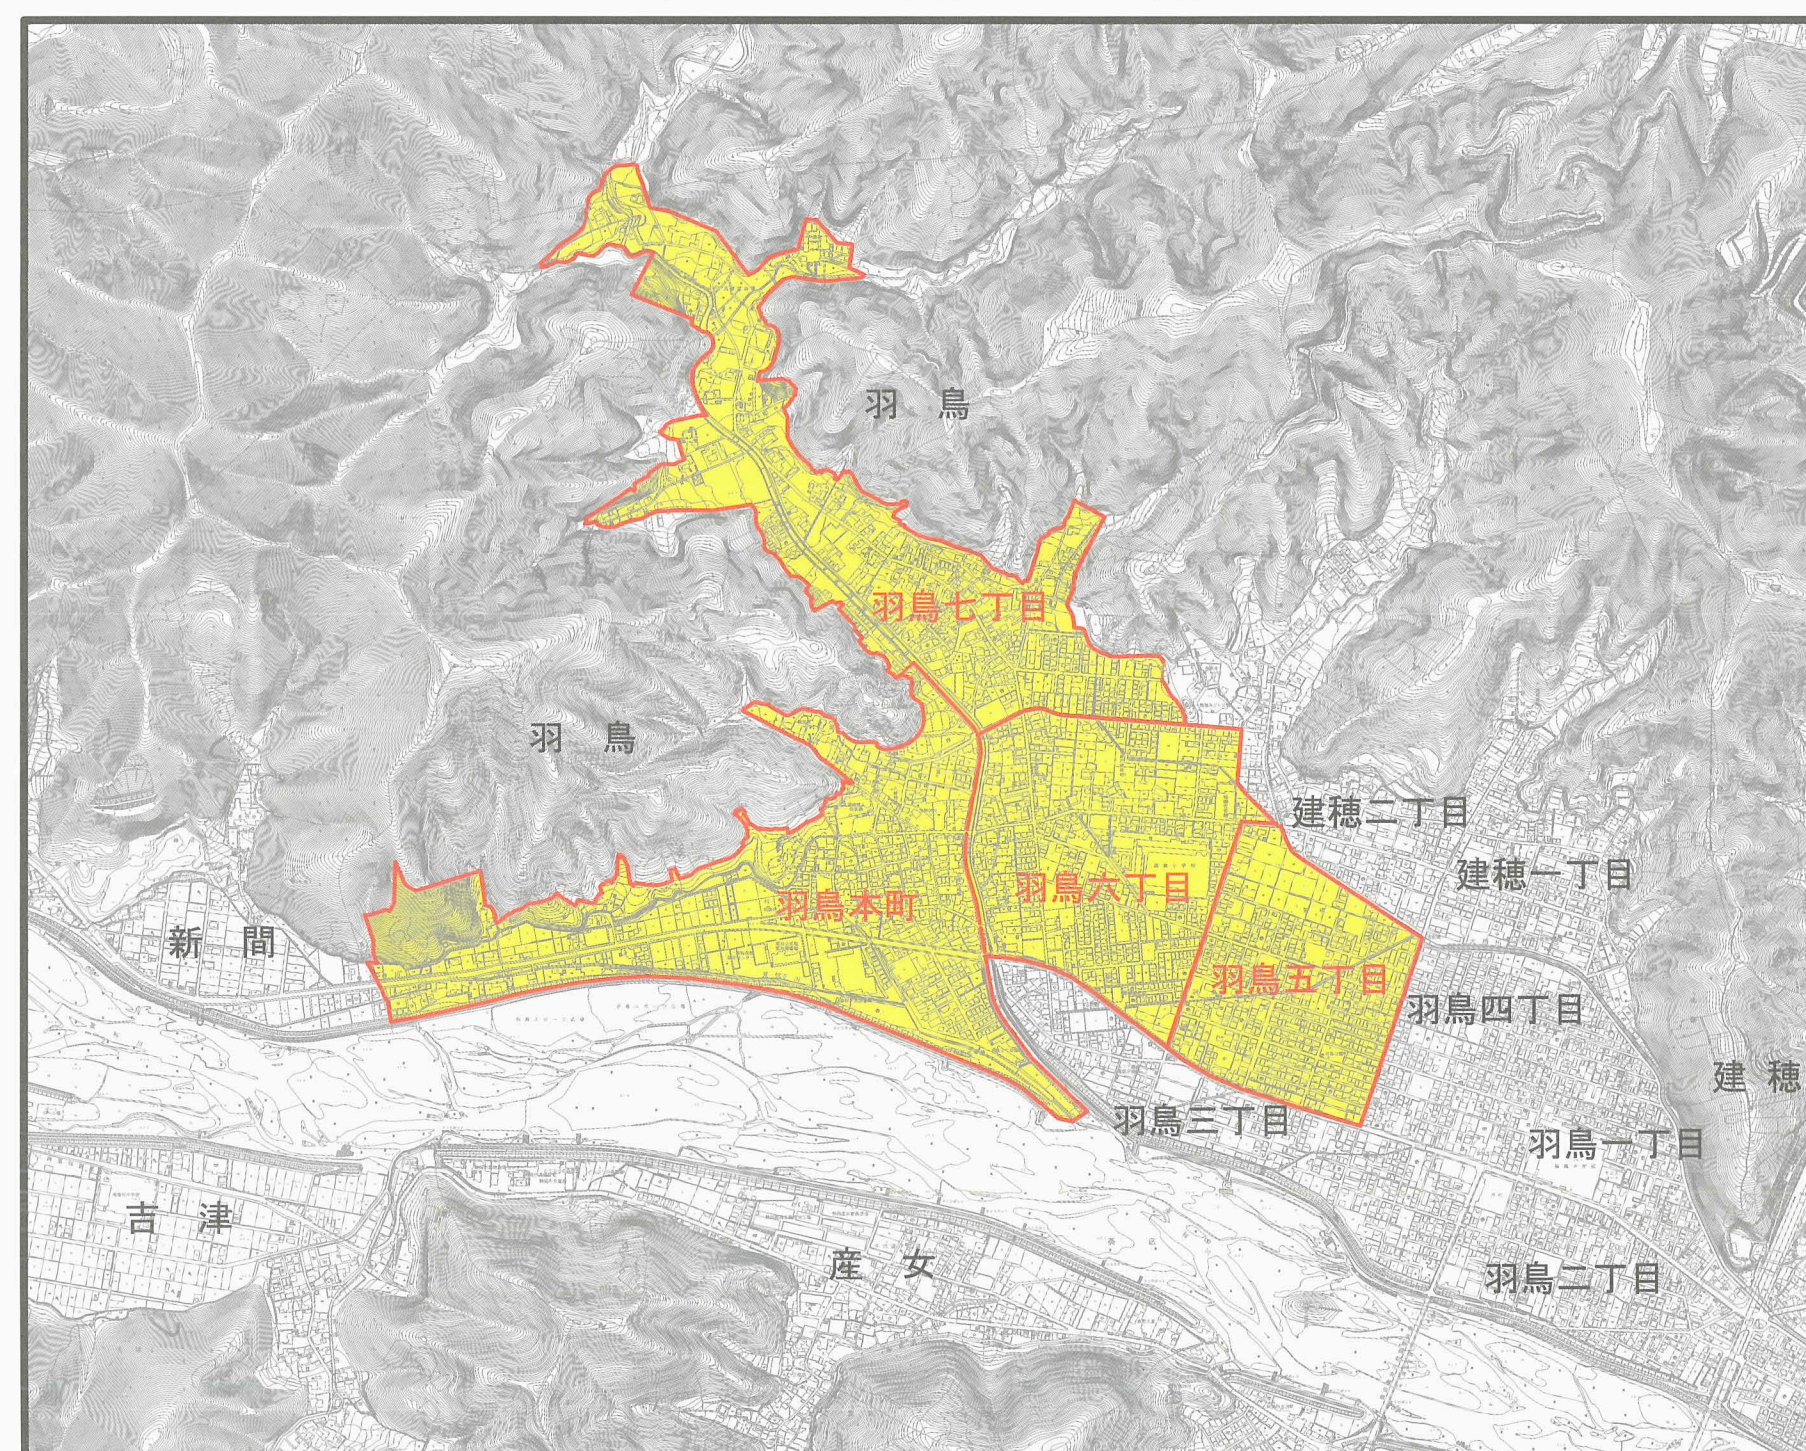 羽 鳥
羽鳥七丁目
羽 鳥
建穂二丁目
建穂一丁目
羽鳥六丁目
羽鳥本町
新 間
羽鳥五丁目
羽鳥四丁目
建 穂
羽鳥三丁目
羽鳥一丁目
吉 津
産 女
羽鳥二丁目